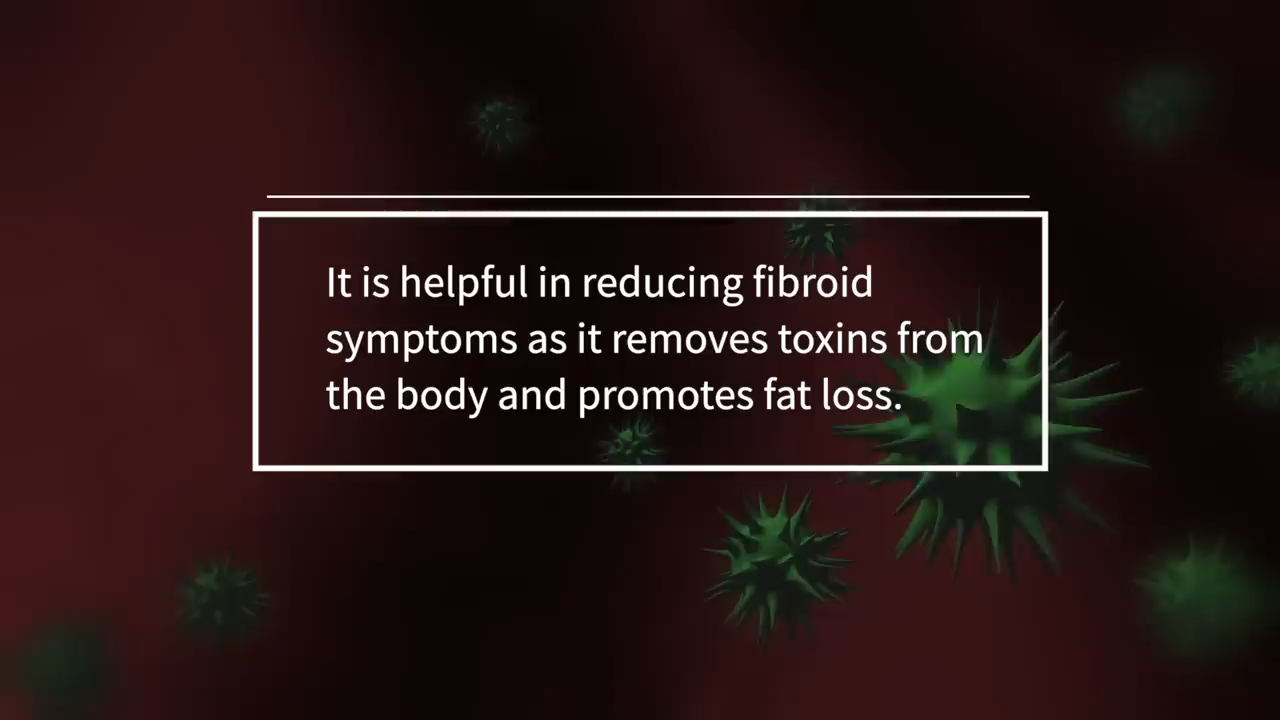 It is helpful in reducing fibroid
symptoms as it removes toxins from
the body and promotes fat loss.